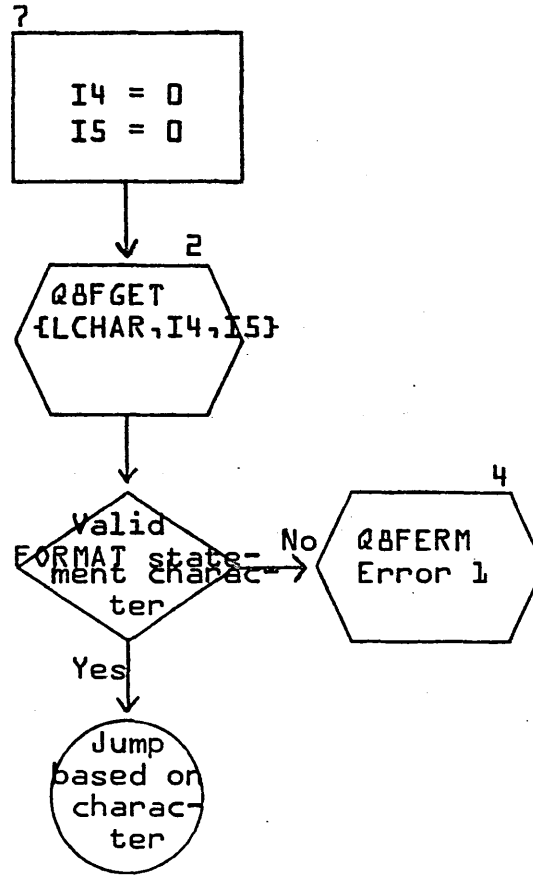 7
I4 = 0
I5 = 0
2
Q8FGET
{LCHAR,I4,I5}
Valid
FORMAT state-
ment charac-
ter
No
4
Q8FERM
Error 1
Yes
Jump
based on
charac-
ter